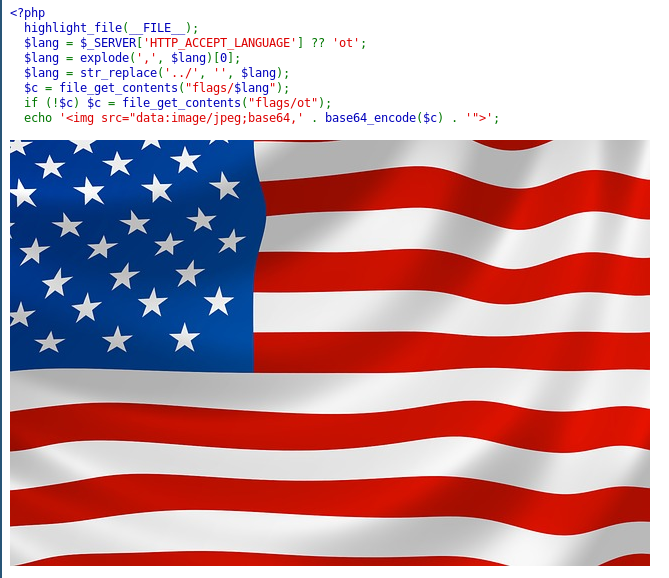 <?php
  highlight_file(__FILE__);
  $lang = $_SERVER['HTTP_ACCEPT_LANGUAGE'] ?? 'ot';
  $lang = explode(',', $lang)[0];
  $lang = str_replace('../', '', $lang);
  $c = file_get_contents("flags/$lang");
  if (!$c) $c = file_get_contents("flags/ot");
  echo '<img src="data:image/jpeg;base64,' . base64_encode($c) . '">';